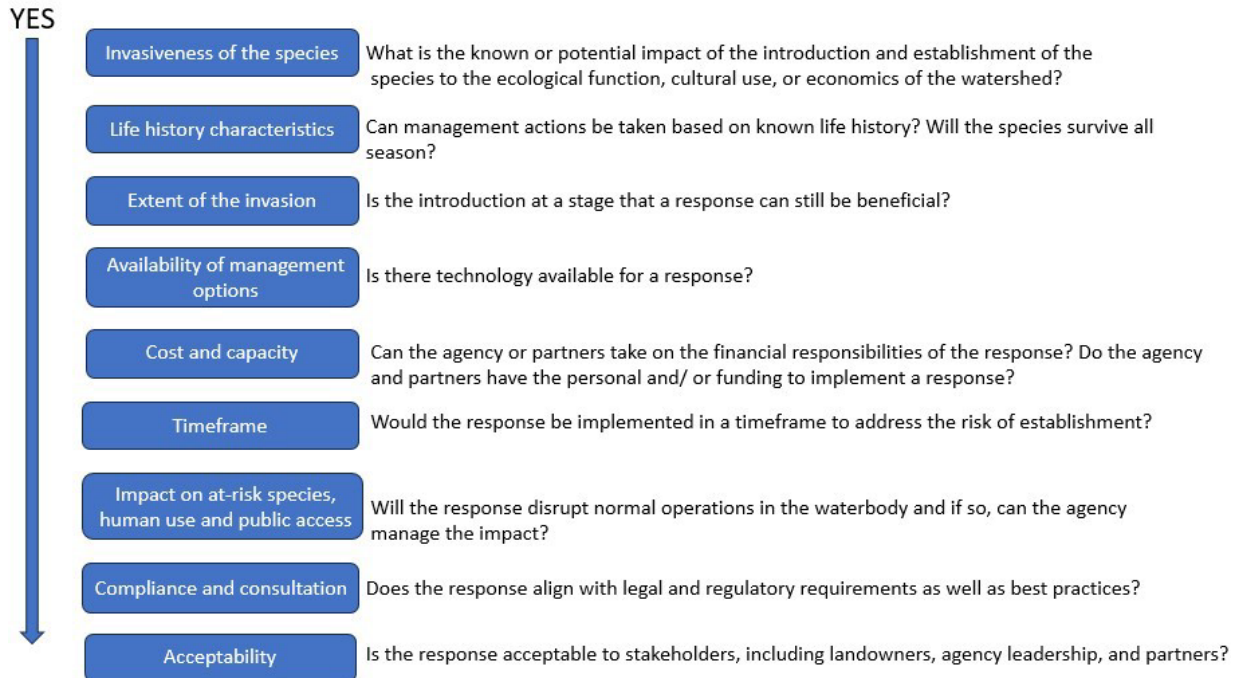 YES
Invasiveness of the species
What is the known or potential impact of the introduction and establishment of the
species to the ecological function, cultural use, or economics of the watershed?
Life history characteristics
Can management actions be taken based on known life history? Will the species survive all
season?
Extent of the invasion
Is the introduction at a stage that a response can still be beneficial?
Availability of management
options
Is there technology available for a response?
Cost and capacity
Can the agency or partners take on the financial responsibilities of the response? Do the agency
and partners have the personal and/ or funding to implement a response?
Timeframe
Would the response be implemented in a timeframe to address the risk of establishment?
Impact on at-risk species,
human use and public access
Will the response disrupt normal operations in the waterbody and if so, can the agency
manage the impact?
Compliance and consultation
Does the response align with legal and regulatory requirements as well as best practices?
Acceptability
Is the response acceptable to stakeholders, including landowners, agency leadership, and partners?